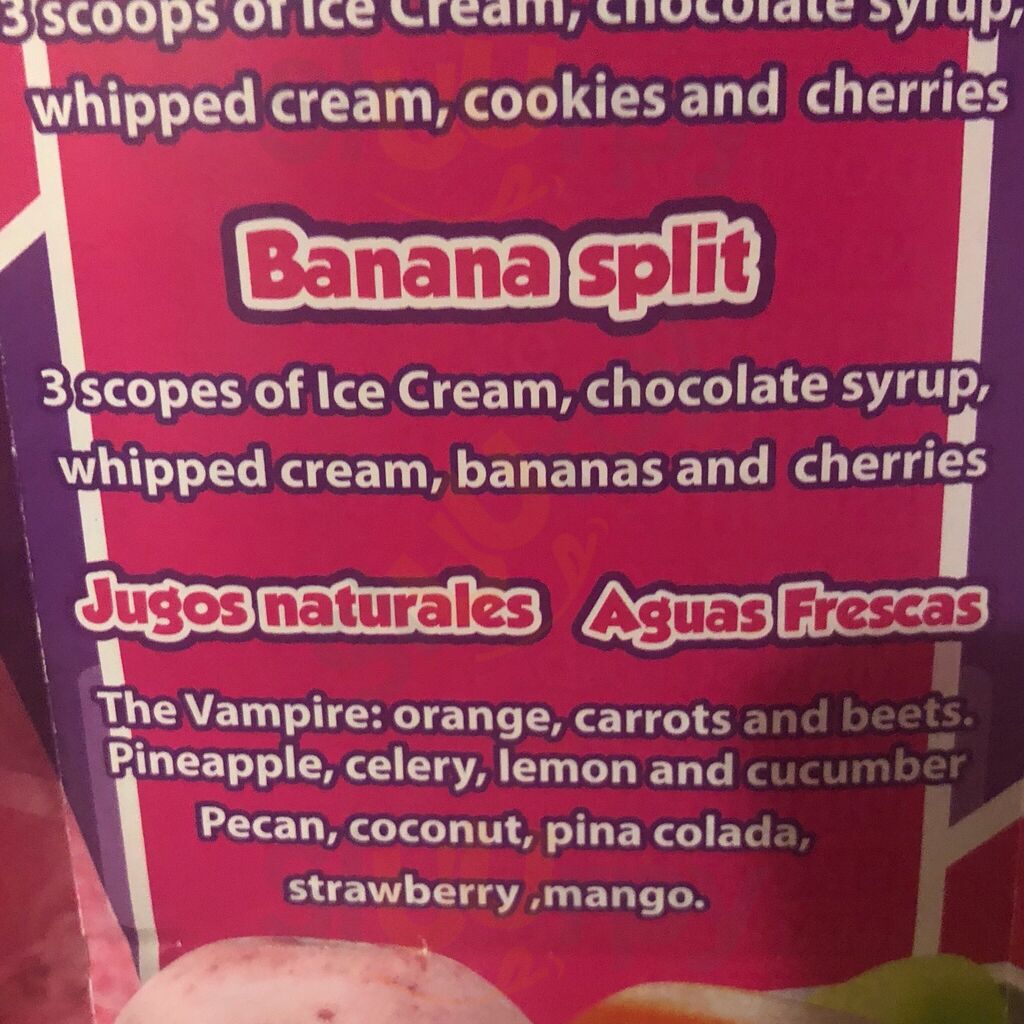 3 scoops of Ice Cream, chocolate syrup,
whipped cream, cookies and cherries
Banana split
3 scopes of Ice Cream, chocolate syrup,
whipped cream, bananas and cherries
Jugos naturales Aguas Frescas
The Vampire: orange, carrots and beets.
Pineapple, celery, lemon and cucumber
Pecan, coconut, pina colada,
strawberry ,mango.